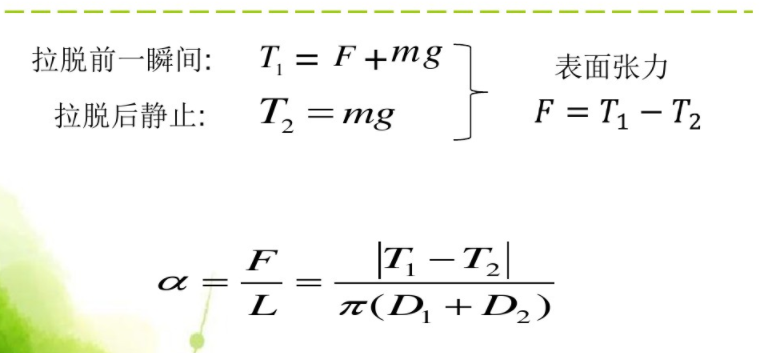 拉脱前一瞬间: T₁ = F + mg
拉脱后静止: T₂ = mg
表面张力
F = T₁ − T₂
α = F/L = |T₁ − T₂| / π(D₁ + D₂)